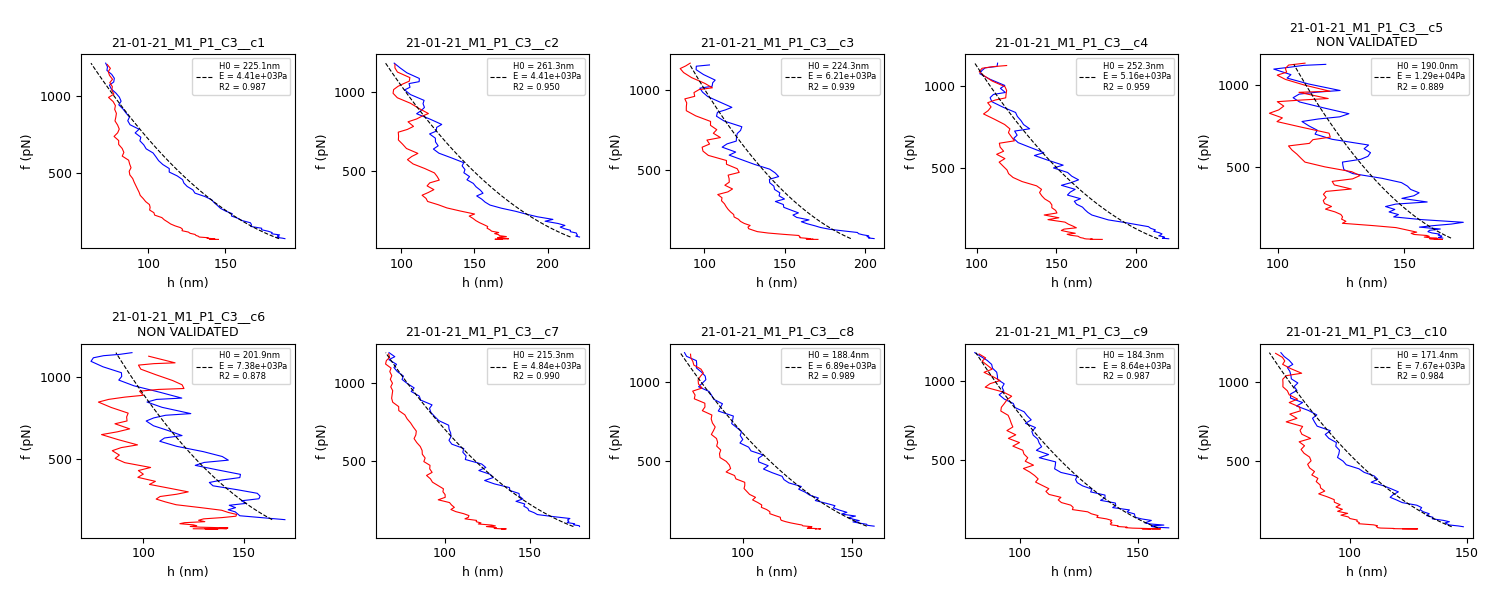 21-01-21_M1_P1_C3__c1
H0 = 225.1nm
E = 4.41e+03Pa
R2 = 0.987
1000
500
f (pN)
100 150
h (nm)
21-01-21_M1_P1_C3__c2
H0 = 261.3nm
E = 4.41e+03Pa
R2 = 0.950
1000
500
f (pN)
100 150 200
h (nm)
21-01-21_M1_P1_C3__c3
H0 = 224.3nm
E = 6.21e+03Pa
R2 = 0.939
1000
500
f (pN)
100 150 200
h (nm)
21-01-21_M1_P1_C3__c4
H0 = 252.3nm
E = 5.16e+03Pa
R2 = 0.959
1000
500
f (pN)
100 150 200
h (nm)
21-01-21_M1_P1_C3__c5
NON VALIDATED
H0 = 190.0nm
E = 1.29e+04Pa
R2 = 0.889
1000
500
f (pN)
100 150
h (nm)
21-01-21_M1_P1_C3__c6
NON VALIDATED
H0 = 201.9nm
E = 7.38e+03Pa
R2 = 0.878
1000
500
f (pN)
100 150
h (nm)
21-01-21_M1_P1_C3__c7
H0 = 215.3nm
E = 4.84e+03Pa
R2 = 0.990
1000
500
f (pN)
100 150
h (nm)
21-01-21_M1_P1_C3__c8
H0 = 188.4nm
E = 6.89e+03Pa
R2 = 0.989
1000
500
f (pN)
100 150
h (nm)
21-01-21_M1_P1_C3__c9
H0 = 184.3nm
E = 8.64e+03Pa
R2 = 0.987
1000
500
f (pN)
100 150
h (nm)
21-01-21_M1_P1_C3__c10
H0 = 171.4nm
E = 7.67e+03Pa
R2 = 0.984
1000
500
f (pN)
100 150
h (nm)